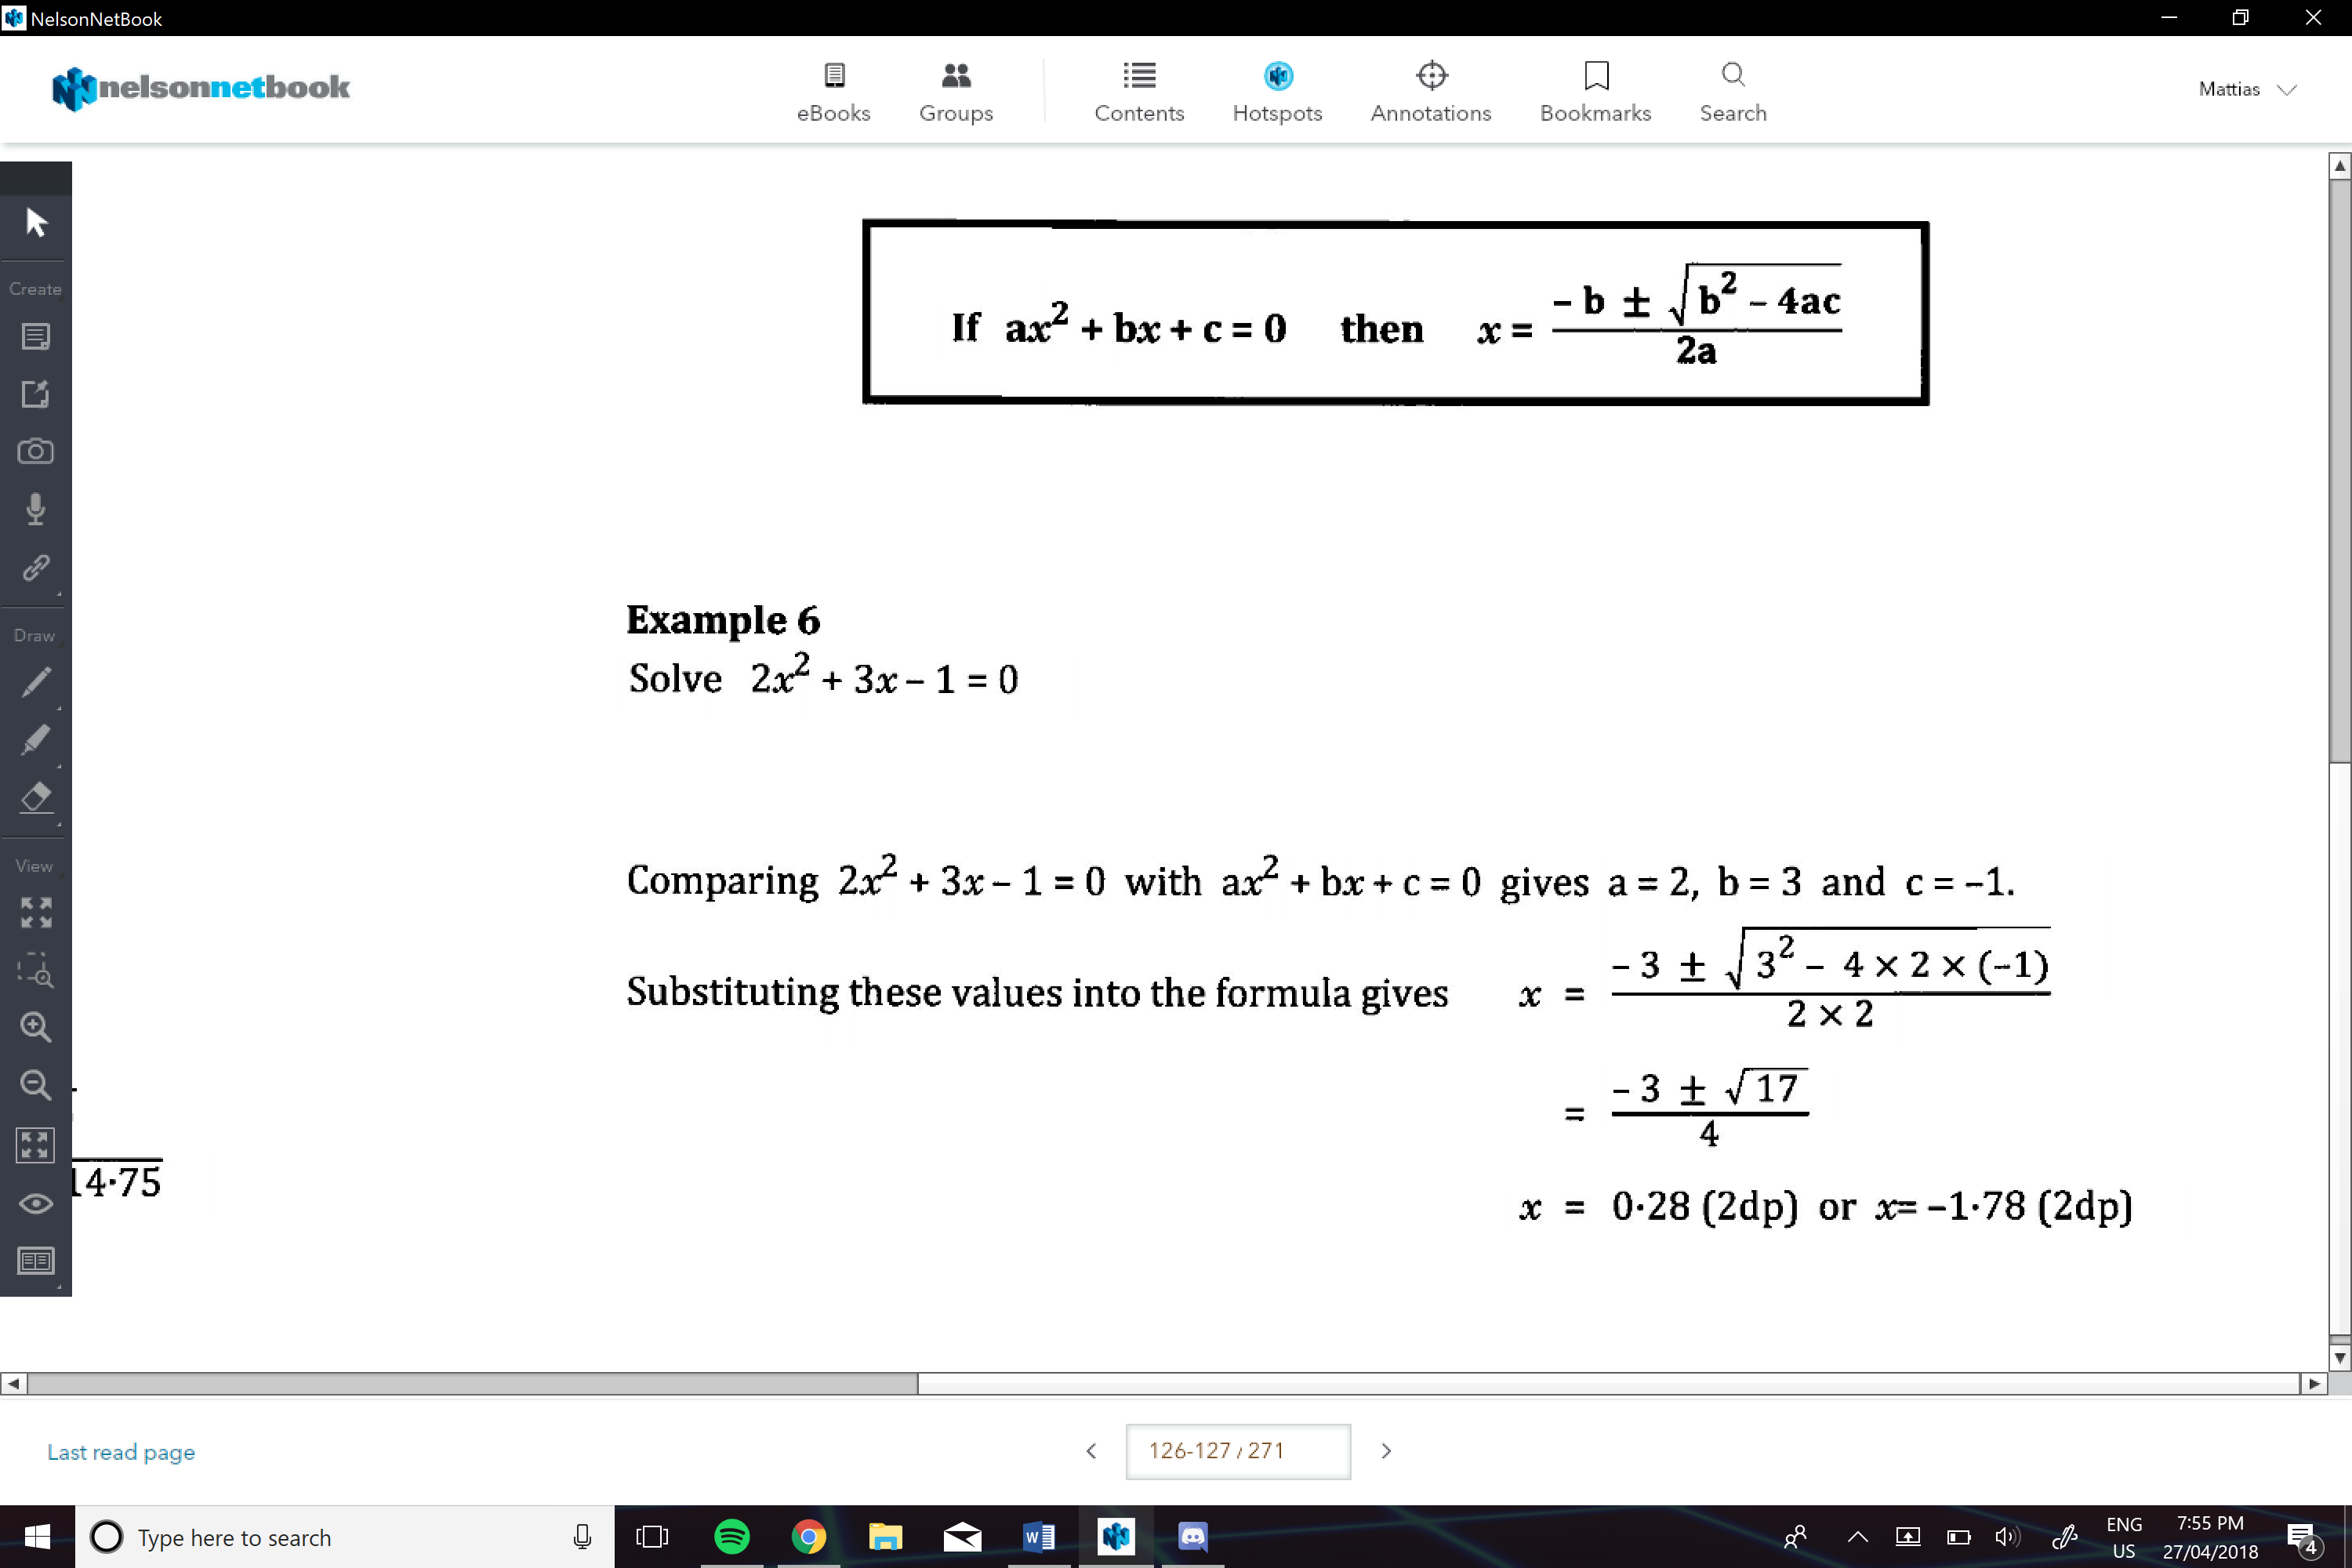 NelsonNetBook
nelsonnetbook
eBooks
Groups
Contents
Hotspots
Annotations
Bookmarks
Search
Mattias
Create
Draw
View
If ax² + bx + c = 0 then x = (– b ± √(b² – 4ac)) / 2a
Example 6
Solve 2x² + 3x – 1 = 0
Comparing 2x² + 3x – 1 = 0 with ax² + bx + c = 0 gives a = 2, b = 3 and c = –1.
Substituting these values into the formula gives x = (– 3 ± √(3² – 4 × 2 × (–1))) / (2 × 2)
= (– 3 ± √17) / 4
14·75
x = 0·28 (2dp) or x= –1·78 (2dp)
Last read page
126-127 / 271
Type here to search
ENG
US
7:55 PM
27/04/2018
4